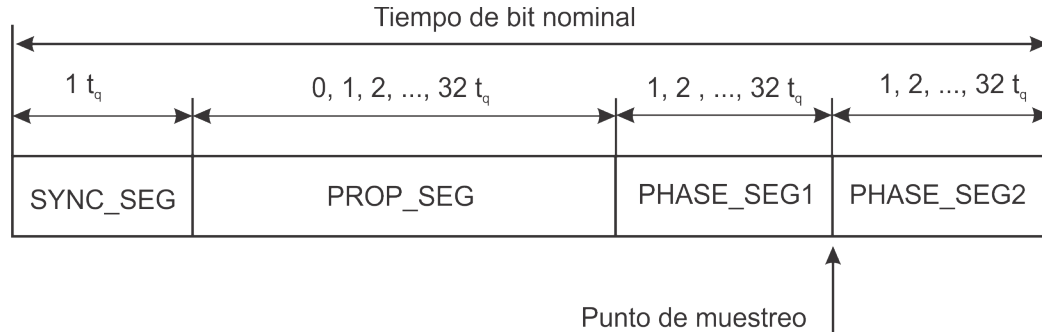 Tiempo de bit nominal
1 tq
0, 1, 2, ..., 32 tq
1, 2 , ..., 32 tq
1, 2, ..., 32 tq
SYNC_SEG
PROP_SEG
PHASE_SEG1
PHASE_SEG2
Punto de muestreo